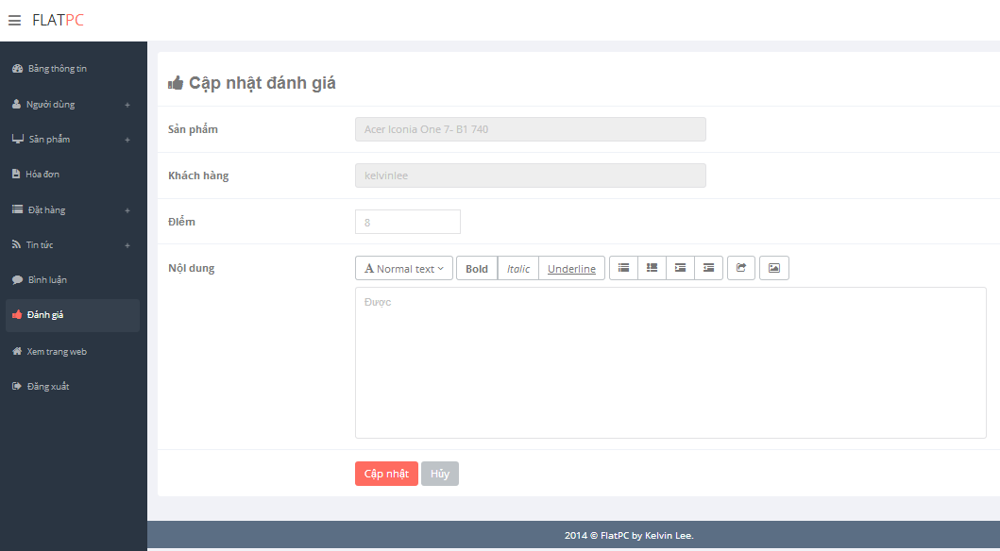 FLATPC
Bảng thông tin
Người dùng +
Sản phẩm +
Hóa đơn
Đặt hàng +
Tin tức +
Bình luận
Đánh giá
Xem trang web
Đăng xuất
Cập nhật đánh giá
Sản phẩm Acer Iconia One 7- B1 740
Khách hàng kelvinlee
Điểm 8
Nội dung A Normal text Bold Italic Underline
Được
Cập nhật Hủy
2014 © FlatPC by Kelvin Lee.